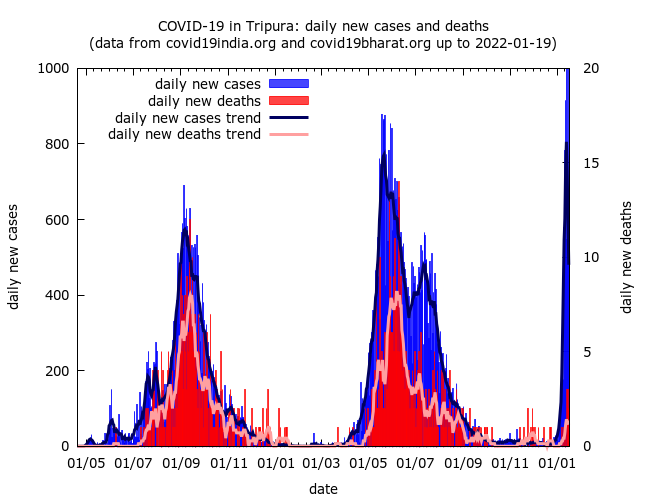 COVID-19 in Tripura: daily new cases and deaths
(data from covid19india.org and covid19bharat.org up to 2022-01-19)
daily new cases
daily new deaths
daily new cases trend
daily new deaths trend
1000
800
600
400
200
0
daily new cases
20
15
10
5
0
daily new deaths
01/05 01/07 01/09 01/11 01/01 01/03 01/05 01/07 01/09 01/11 01/01
date